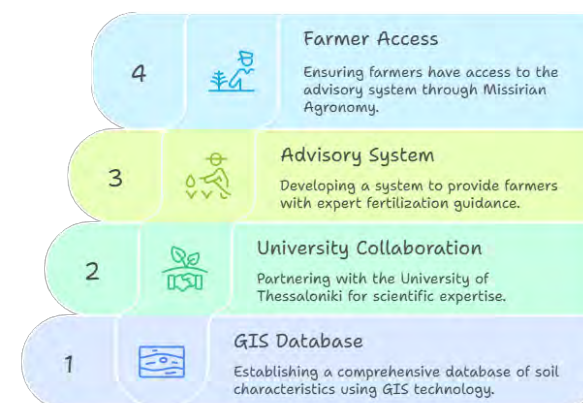 4
Farmer Access
Ensuring farmers have access to the
advisory system through Missirian
Agronomy.
3
Advisory System
Developing a system to provide farmers
with expert fertilization guidance.
2
University Collaboration
Partnering with the University of
Thessaloniki for scientific expertise.
1
GIS Database
Establishing a comprehensive database of soil
characteristics using GIS technology.